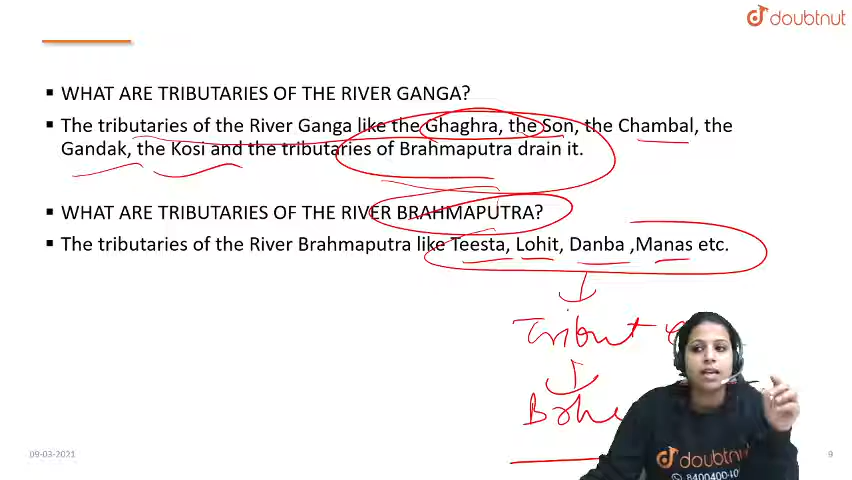 doubtnut
▪ WHAT ARE TRIBUTARIES OF THE RIVER GANGA?
▪ The tributaries of the River Ganga like the Ghaghra, the Son, the Chambal, the
Gandak, the Kosi and the tributaries of Brahmaputra drain it.
▪ WHAT ARE TRIBUTARIES OF THE RIVER BRAHMAPUTRA?
▪ The tributaries of the River Brahmaputra like Teesta, Lohit, Danba ,Manas etc.
Tribut
doubtnut
09-03-2021
9